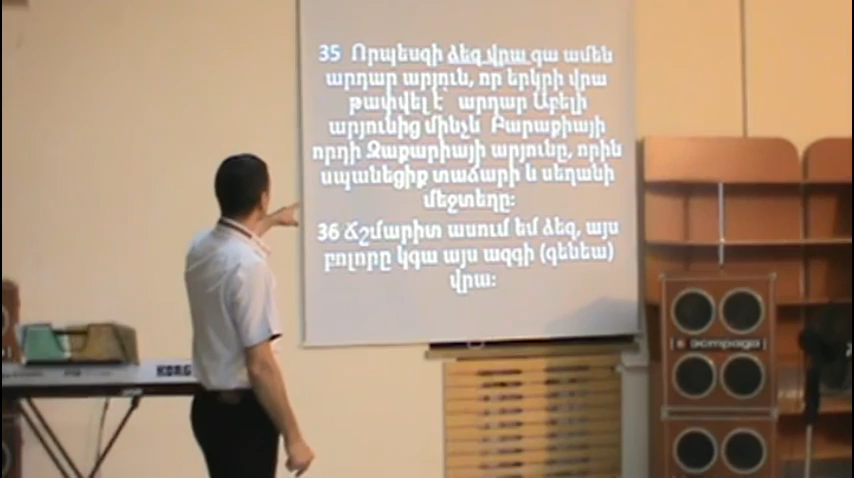 35 Որպեսզի ձեզ վրա գա ամեն
արդար արյուն, որ երկրի վրա
թափվել է՝ արդար Աբելի
արյունից մինչև Բարաքիայի
որդի Զաքարիայի արյունը, որին
սպանեցիք տաճարի և սեղանի
մեջտեղը:
36 Ճշմարիտ ասում եմ ձեզ, այս
բոլորը կգա այս ազգի (գենեա)
վրա:
KORG
эстрада